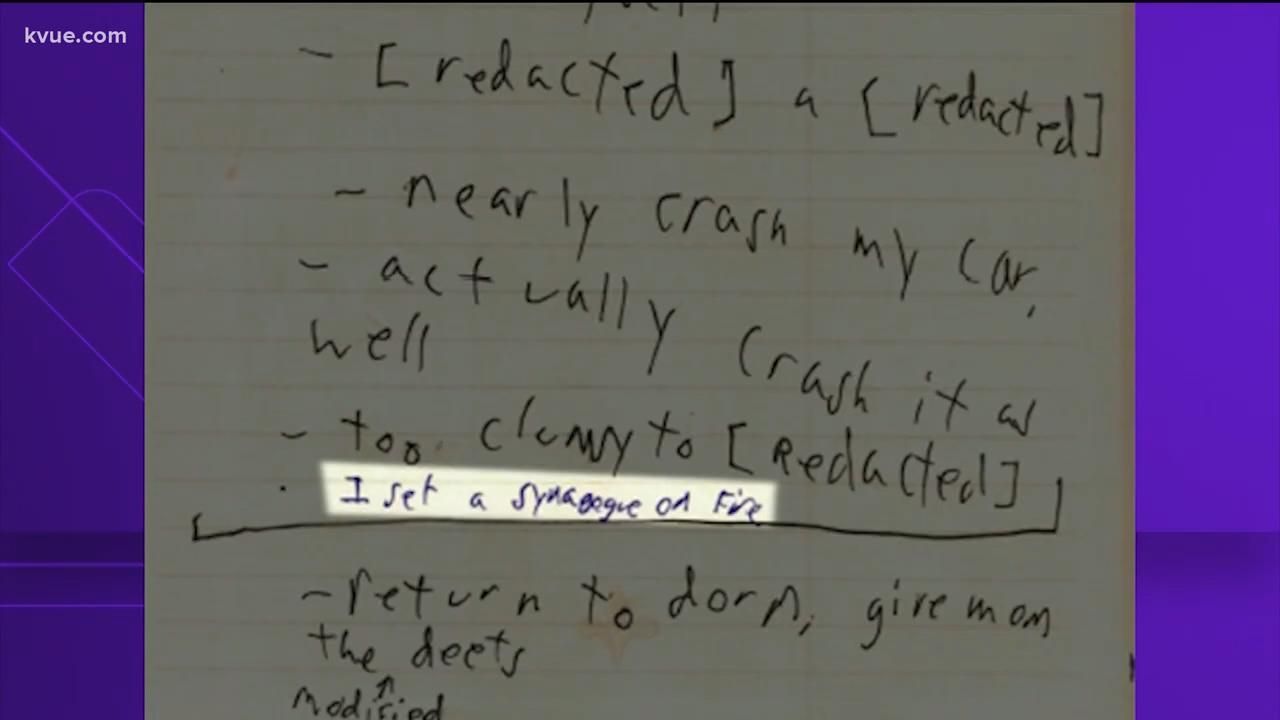 kvue.com
- [redacted] a [redacted]
- nearly crash my car,
- actually crash it as
well
- too clumsy to [Redacted]
I set a synagogue on Fire
- return to dorm, give mom
the deets
modified